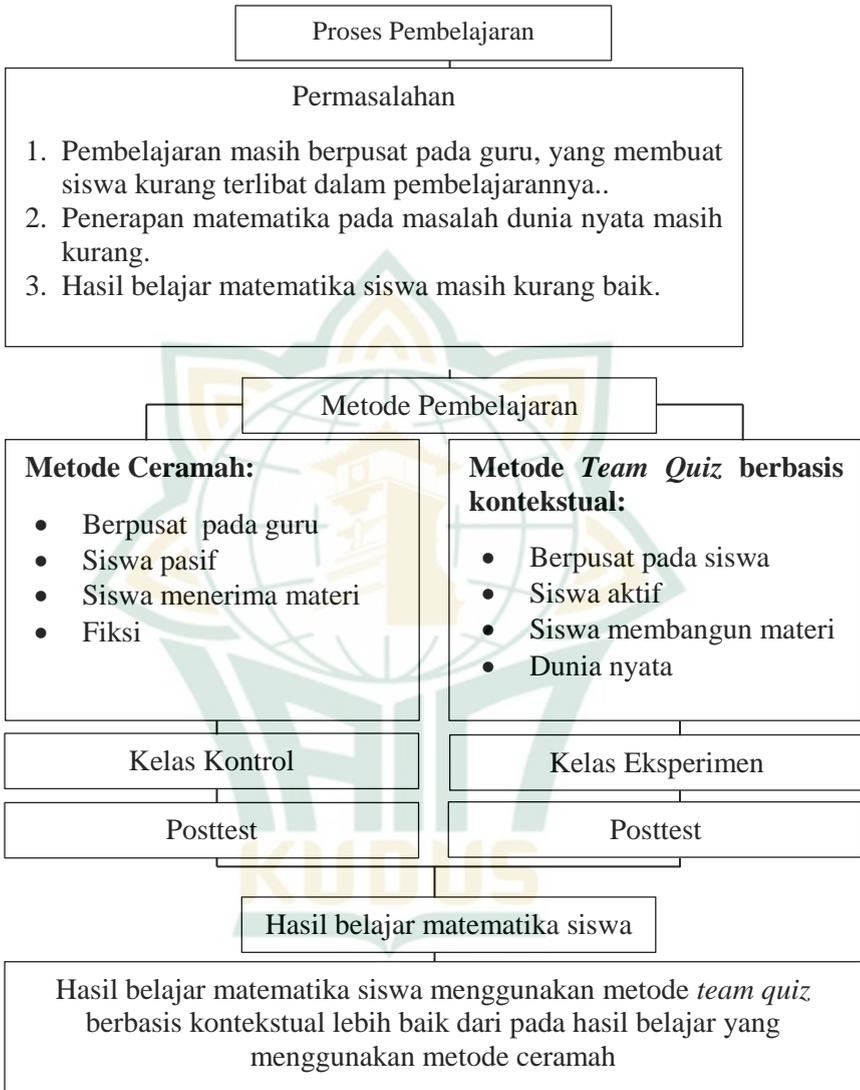 Proses Pembelajaran
Permasalahan
1. Pembelajaran masih berpusat pada guru, yang membuat
siswa kurang terlibat dalam pembelajarannya..
2. Penerapan matematika pada masalah dunia nyata masih
kurang.
3. Hasil belajar matematika siswa masih kurang baik.
Metode Pembelajaran
Metode Ceramah:
• Berpusat pada guru
• Siswa pasif
• Siswa menerima materi
• Fiksi
Metode Team Quiz berbasis
kontekstual:
• Berpusat pada siswa
• Siswa aktif
• Siswa membangun materi
• Dunia nyata
Kelas Kontrol
Kelas Eksperimen
Posttest
Posttest
IAIN
KUDUS
Hasil belajar matematika siswa
Hasil belajar matematika siswa menggunakan metode team quiz
berbasis kontekstual lebih baik dari pada hasil belajar yang
menggunakan metode ceramah